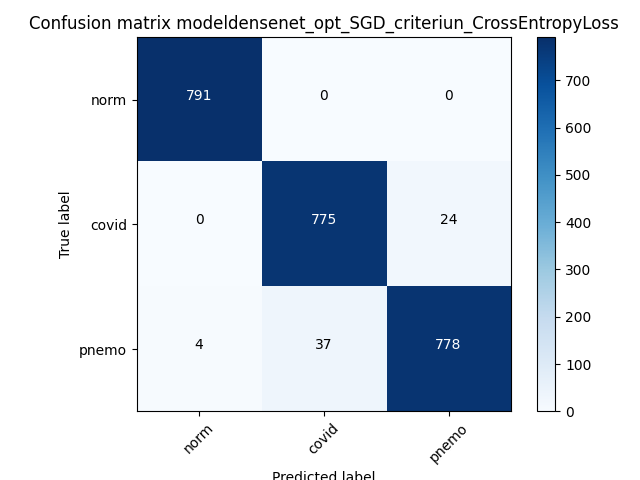 Confusion matrix modeldensenet_opt_SGD_criteriun_CrossEntropyLoss
norm 791 0 0
covid 0 775 24
pnemo 4 37 778
norm covid pnemo
True label
Predicted label
700
600
500
400
300
200
100
0